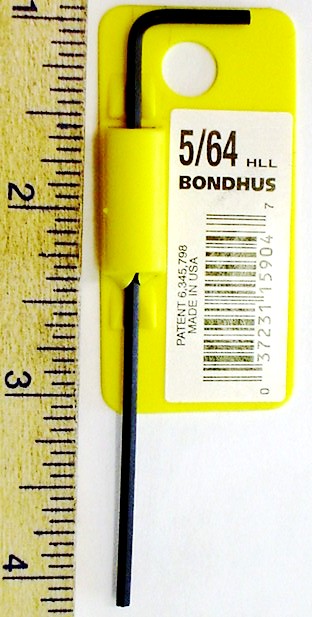 1
2
3
4
5/64 HLL
BONDHUS
PATENT 6,345,798
MADE IN USA
0 37231 15904 7